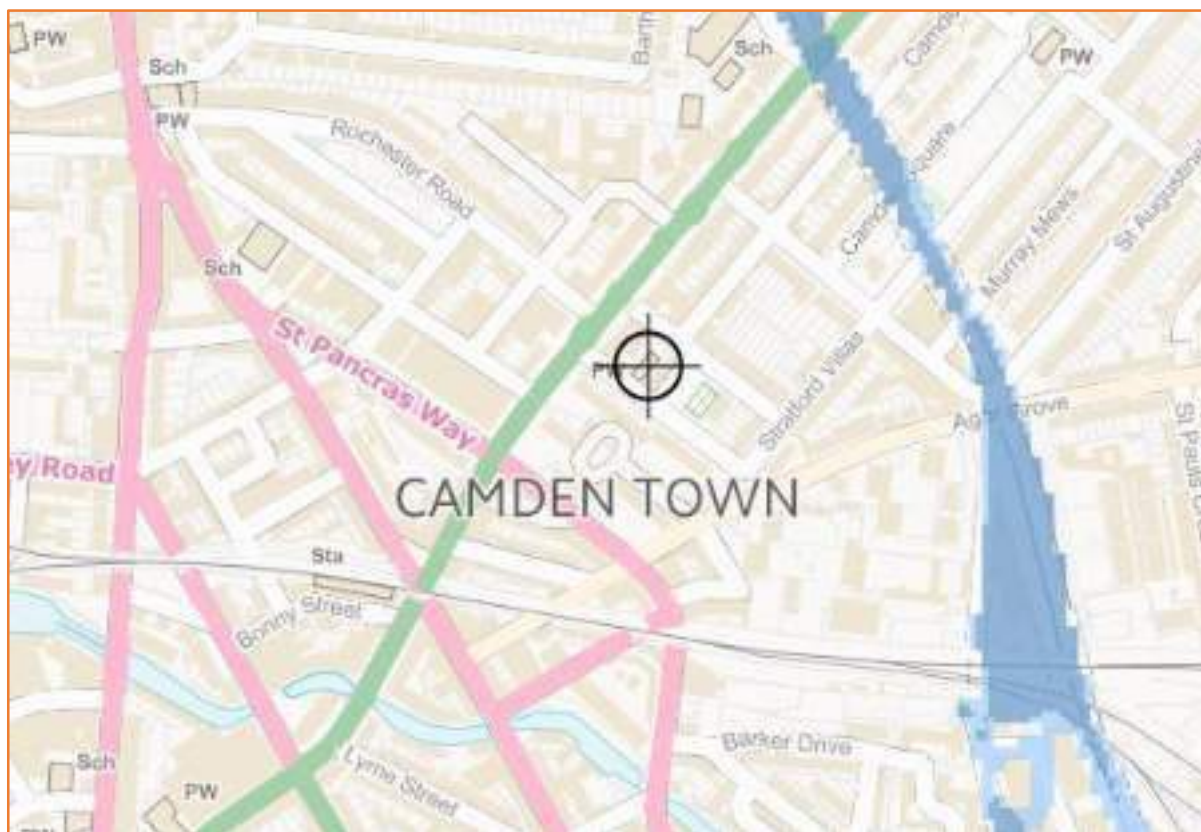 PW
Sch
PW
Rochester Road
Sch
St Pancras Way
Sch
PW
Square
Murray Mews
Stratford Villas
Grove
CAMDEN TOWN
Road
Sta
Bonny Street
Barker Drive
Lyme Street
Sch
PW